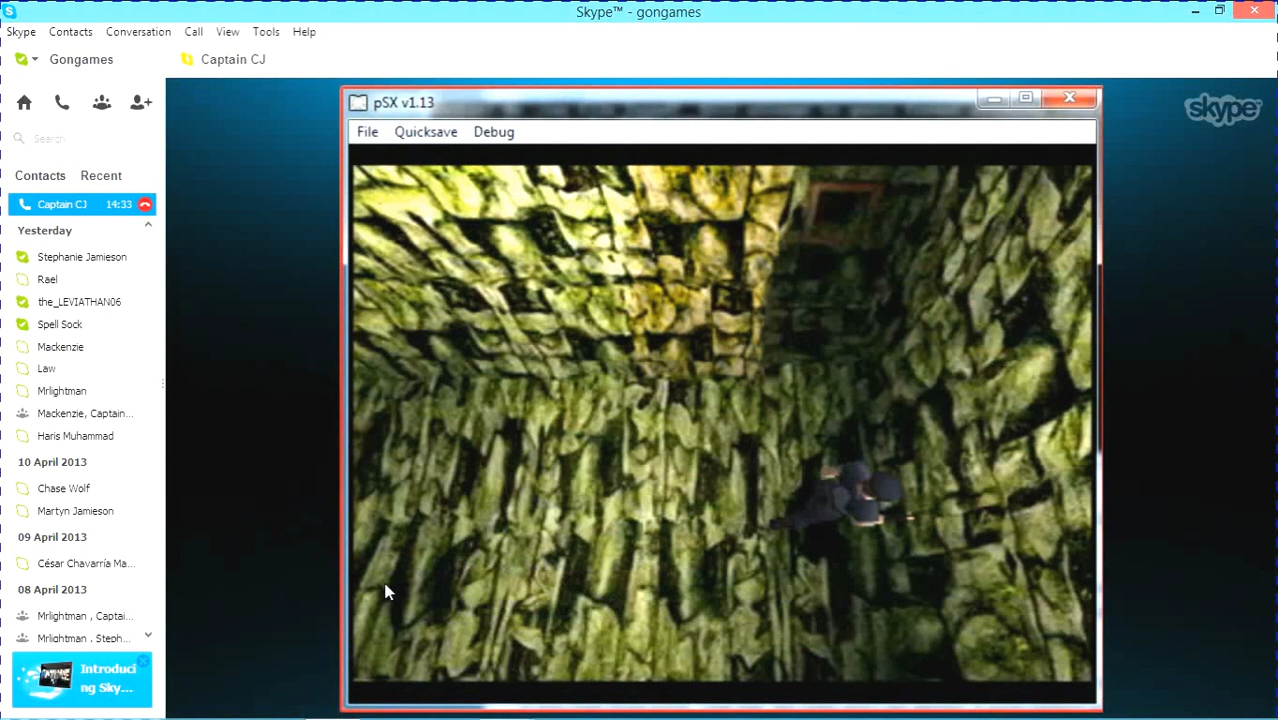 Skype™ - gongames
Skype Contacts Conversation Call View Tools Help
Gongames
Captain CJ
skype
pSX v1.13
File Quicksave Debug
Search
Contacts Recent
Captain CJ 14:33
Yesterday
Stephanie Jamieson
Rael
the_LEVIATHAN06
Spell Sock
Mackenzie
Law
Mrlightman
Mackenzie, Captain...
Haris Muhammad
10 April 2013
Chase Wolf
Martyn Jamieson
09 April 2013
César Chavarría Ma...
08 April 2013
Mrlightman , Captai...
Mrlightman , Steph...
Introduci
ng Sky...